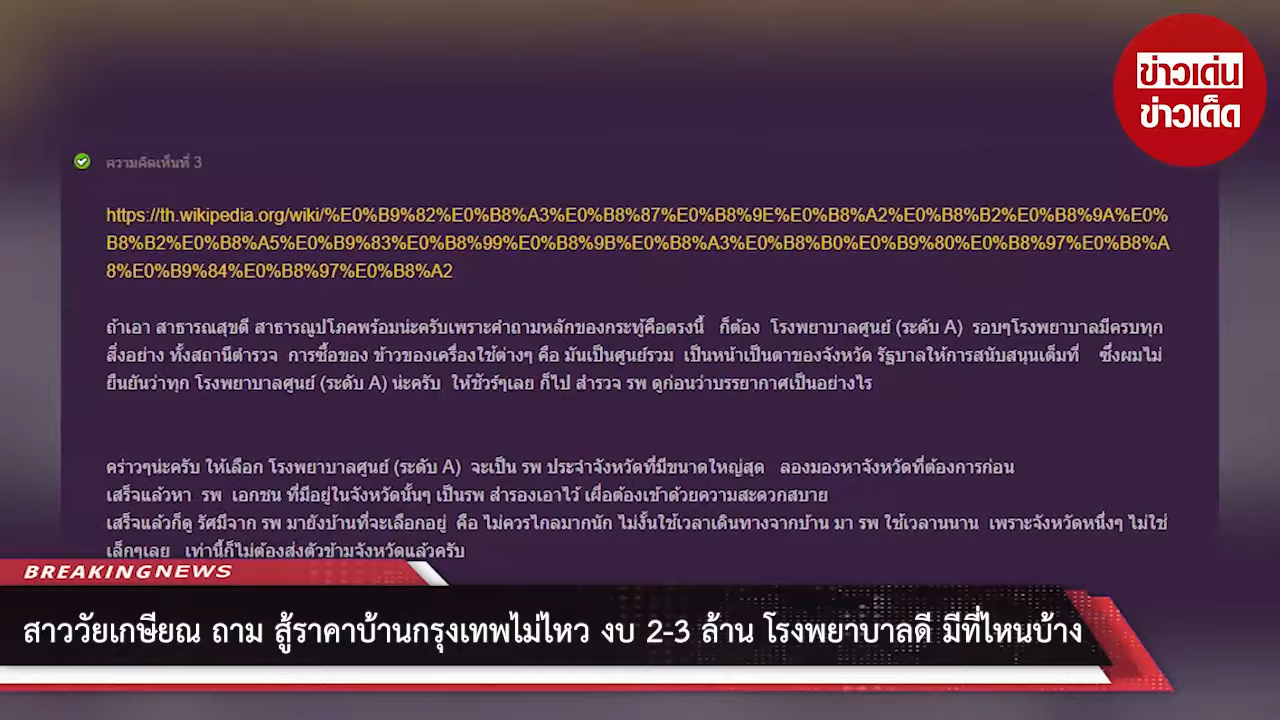 ข่าวเด่น
ข่าวเด็ด
ความคิดเห็นที่ 3
https://th.wikipedia.org/wiki/%E0%B9%82%E0%B8%A3%E0%B8%87%E0%B8%9E%E0%B8%A2%E0%B8%B2%E0%B8%9A%E0%
B8%B2%E0%B8%A5%E0%B9%83%E0%B8%99%E0%B8%9B%E0%B8%A3%E0%B8%B0%E0%B9%80%E0%B8%97%E0%B8%A
8%E0%B9%84%E0%B8%97%E0%B8%A2
ถ้าเอา สาธารณสุขดี สาธารณูปโภคพร้อมน่ะครับเพราะคำถามหลักของกระทู้คือตรงนี้ ก็ต้อง โรงพยาบาลศูนย์ (ระดับ A) รอบๆโรงพยาบาลมีครบทุก
สิ่งอย่าง ทั้งสถานีตำรวจ การซื้อของ ข้าวของเครื่องใช้ต่างๆ คือ มันเป็นศูนย์รวม เป็นหน้าเป็นตาของจังหวัด รัฐบาลให้การสนับสนุนเต็มที่ ซึ่งผมไม่
ยืนยันว่าทุก โรงพยาบาลศูนย์ (ระดับ A) น่ะครับ ให้ชัวร์ๆเลย ก็ไป สำรวจ รพ ดูก่อนว่าบรรยากาศเป็นอย่างไร
คร่าวๆน่ะครับ ให้เลือก โรงพยาบาลศูนย์ (ระดับ A) จะเป็น รพ ประจำจังหวัดที่มีขนาดใหญ่สุด ลองมองหาจังหวัดที่ต้องการก่อน
เสร็จแล้วหา รพ เอกชน ที่มีอยู่ในจังหวัดนั้นๆ เป็นรพ สำรองเอาไว้ เผื่อต้องเข้าด้วยความสะดวกสบาย
เสร็จแล้วก็ดู รัศมีจาก รพ มายังบ้านที่จะเลือกอยู่ คือ ไม่ควรไกลมากนัก ไม่งั้นใช้เวลาเดินทางจากบ้าน มา รพ ใช้เวลานนาน เพราะจังหวัดหนึ่งๆ ไม่ใช่
เล็กๆเลย เท่านี้ก็ไม่ต้องส่งตัวข้ามจังหวัดแล้วครับ
BREAKING NEWS
สาววัยเกษียณ ถาม สู้ราคาบ้านกรุงเทพไม่ไหว งบ 2-3 ล้าน โรงพยาบาลดี มีที่ไหนบ้าง